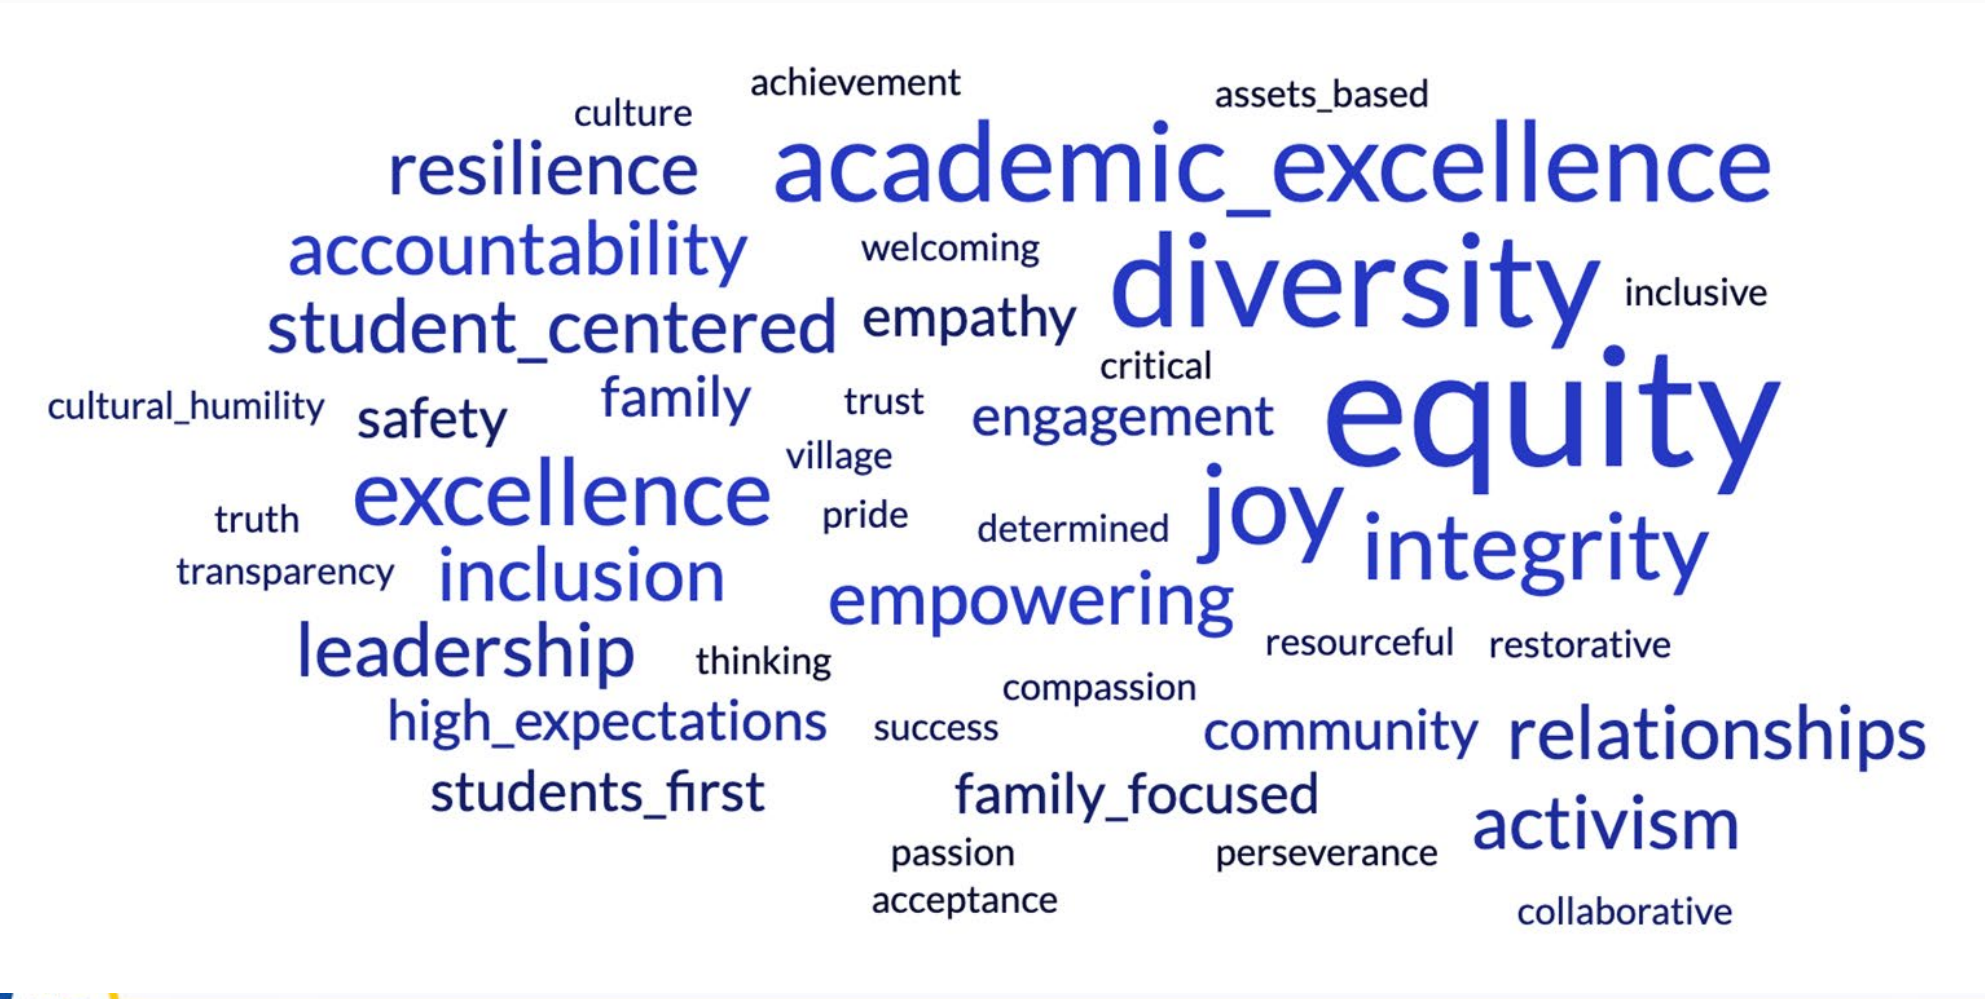 achievement
assets_based
culture
resilience
academic_excellence
accountability
welcoming
diversity
inclusive
student_centered
empathy
critical
cultural_humility
safety
family
trust
engagement
equity
village
excellence
truth
pride
determined
joy
integrity
transparency
inclusion
empowering
leadership
thinking
resourceful
restorative
compassion
high_expectations
success
community
relationships
students_first
family_focused
activism
passion
perseverance
acceptance
collaborative